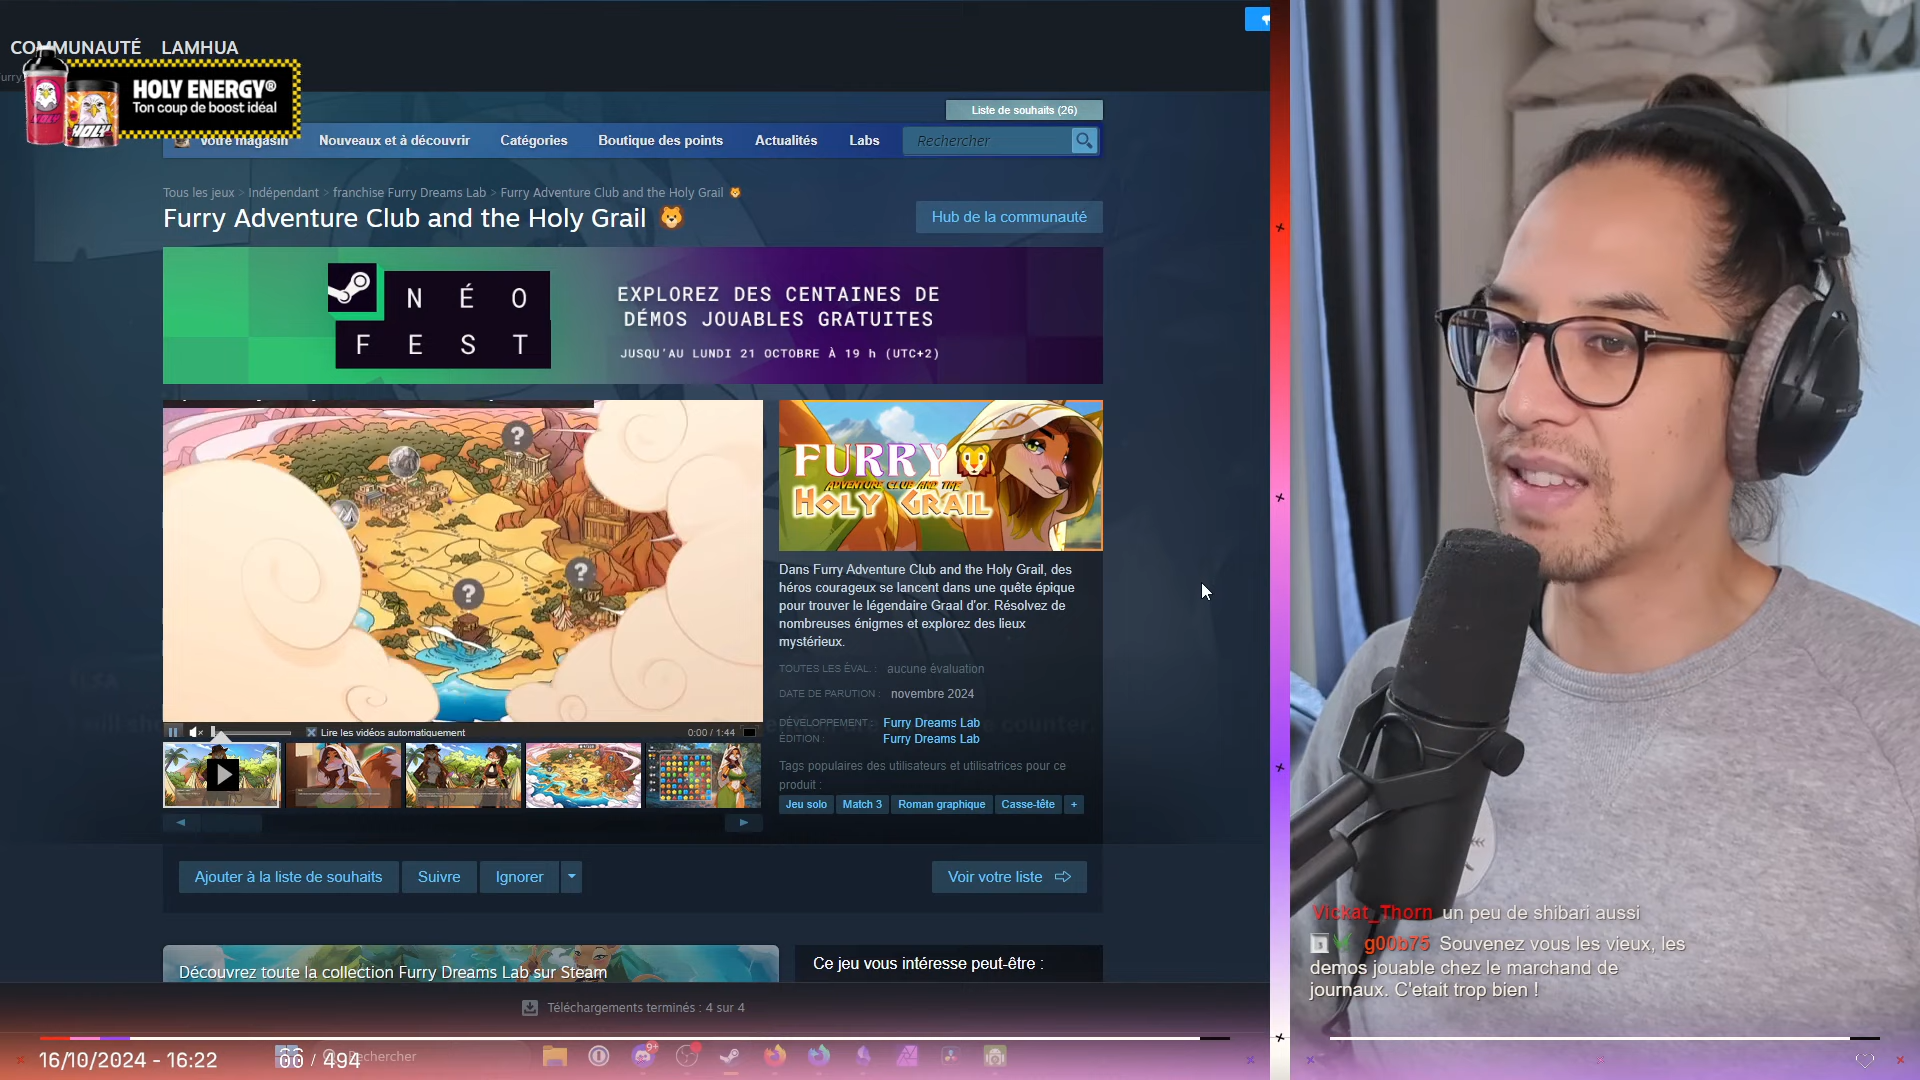 COMMUNAUTÉ LAMHUA
HOLY ENERGY®
Ton coup de boost idéal
HOLY
Liste de souhaits (26)
Votre magasin Nouveaux et à découvrir Catégories Boutique des points Actualités Labs Rechercher
Tous les jeux > Indépendant > franchise Furry Dreams Lab > Furry Adventure Club and the Holy Grail 🦁
Furry Adventure Club and the Holy Grail 🦁
Hub de la communauté
NÉO
FEST
EXPLOREZ DES CENTAINES DE
DÉMOS JOUABLES GRATUITES
JUSQU'AU LUNDI 21 OCTOBRE À 19 h (UTC+2)
?
?
?
FURRY
ADVENTURE CLUB AND THE
HOLY GRAIL
Dans Furry Adventure Club and the Holy Grail, des
héros courageux se lancent dans une quête épique
pour trouver le légendaire Graal d'or. Résolvez de
nombreuses énigmes et explorez des lieux
mystérieux.
TOUTES LES ÉVAL. : aucune évaluation
DATE DE PARUTION : novembre 2024
DÉVELOPPEMENT : Furry Dreams Lab
ÉDITION : Furry Dreams Lab
Tags populaires des utilisateurs et utilisatrices pour ce
produit :
Jeu solo Match 3 Roman graphique Casse-tête +
Lire les vidéos automatiquement 0:00 / 1:44
Ajouter à la liste de souhaits Suivre Ignorer
Voir votre liste
Découvrez toute la collection Furry Dreams Lab sur Steam
Ce jeu vous intéresse peut-être :
Téléchargements terminés : 4 sur 4
16/10/2024 - 16:22
66 / 494
Rechercher
9+
Vickat_Thorn un peu de shibari aussi
g00b75 Souvenez vous les vieux, les
demos jouable chez le marchand de
journaux. C'etait trop bien !